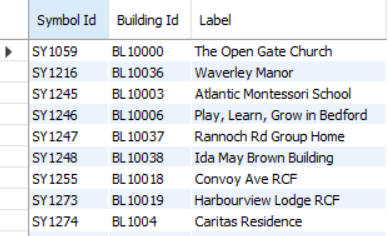 Symbol Id Building Id Label
SY1059 BL10000 The Open Gate Church
SY1216 BL10036 Waverley Manor
SY1245 BL10003 Atlantic Montessori School
SY1246 BL10006 Play, Learn, Grow in Bedford
SY1247 BL10037 Rannoch Rd Group Home
SY1248 BL10038 Ida May Brown Building
SY1255 BL10018 Convoy Ave RCF
SY1273 BL10019 Harbourview Lodge RCF
SY1274 BL1004 Caritas Residence